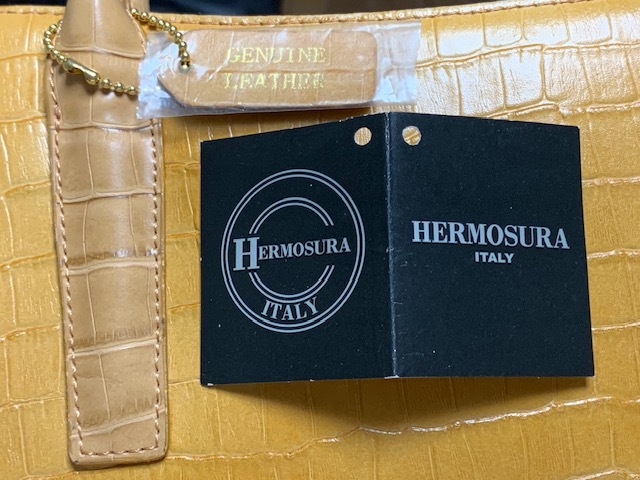 GENUINE
LEATHER
HERMOSURA
ITALY
HERMOSURA
ITALY